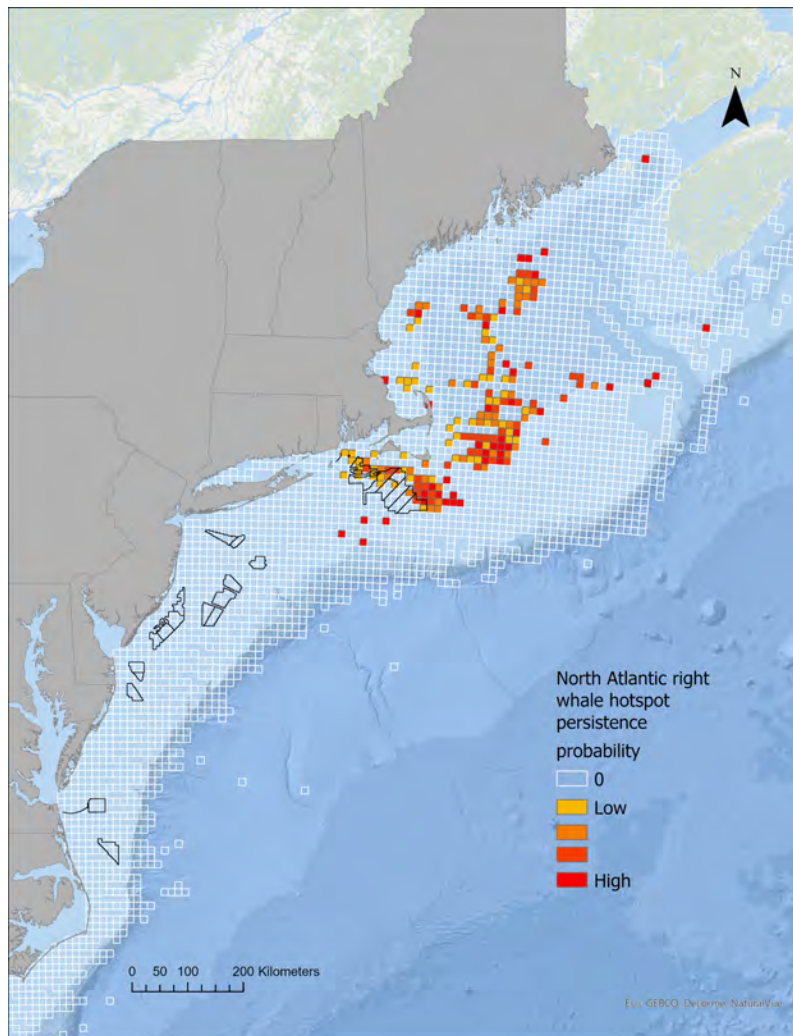 N
North Atlantic right
whale hotspot
persistence
probability
0
Low
High
0 50 100 200 Kilometers
Esri, GEBCO, DeLorme, NaturalVue